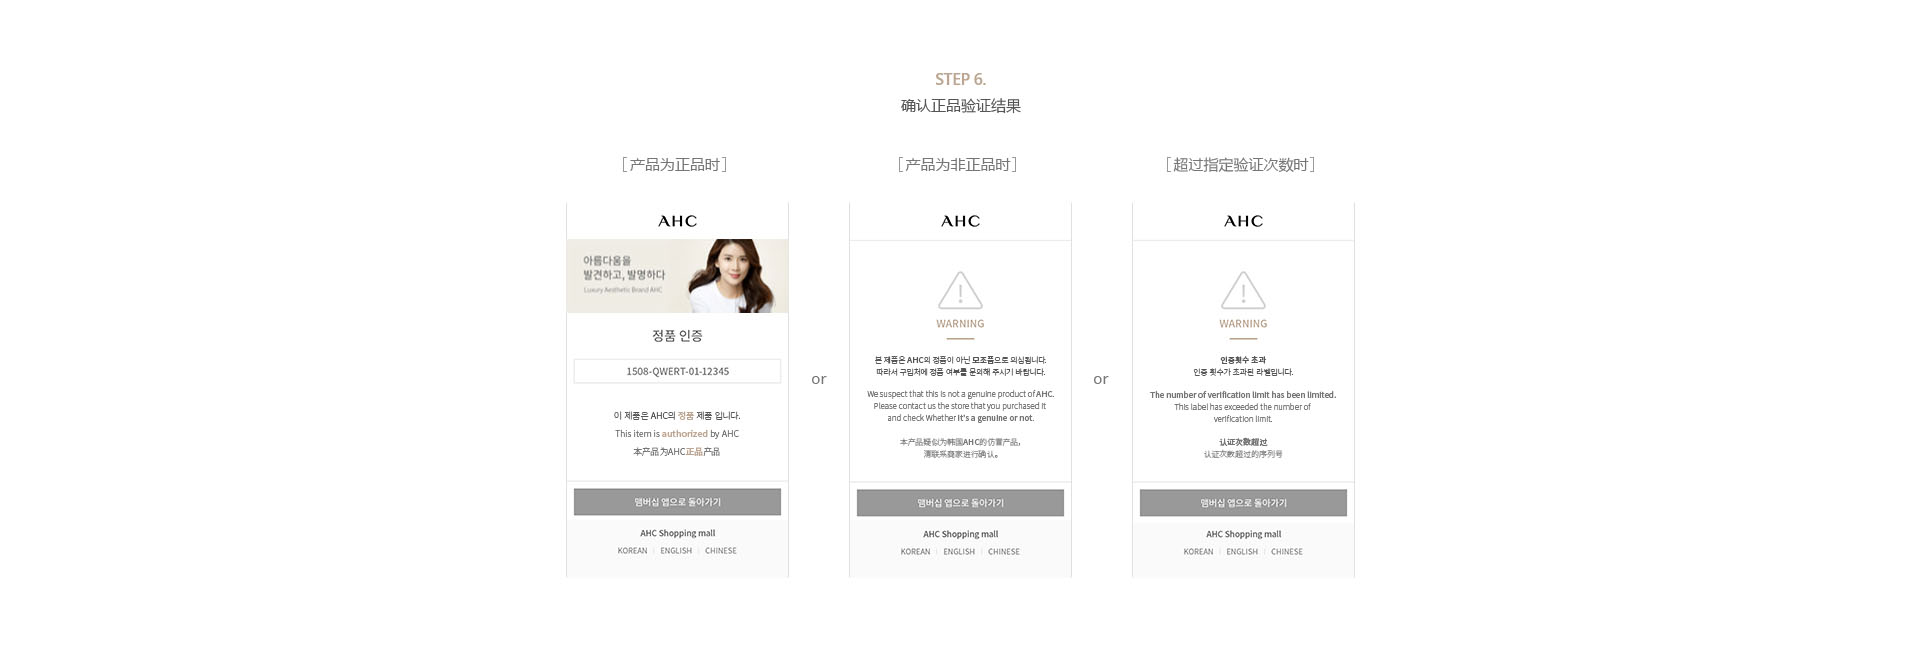 STEP 6.
确认正品验证结果
[产品为正品时]
AHC
아름다움을
발견하고, 발명하다
Luxury Aesthetic Brand AHC
정품 인증
1508-QWERT-01-12345
이 제품은 AHC의 정품 제품 입니다.
This item is authorized by AHC
本产品为AHC正品产品
맴버십 앱으로 돌아가기
AHC Shopping mall
KOREAN | ENGLISH | CHINESE
or
[产品为非正品时]
AHC
WARNING
본 제품은 AHC의 정품이 아닌 모조품으로 의심됩니다.
따라서 구입처에 정품 여부를 문의해 주시기 바랍니다.
We suspect that this is not a genuine product of AHC.
Please contact us the store that you purchased it
and check Whether it's a genuine or not.
本产品疑似为韩国AHC的仿冒产品,
请联系商家进行确认。
맴버십 앱으로 돌아가기
AHC Shopping mall
KOREAN | ENGLISH | CHINESE
or
[超过指定验证次数时]
AHC
WARNING
인증횟수 초과
인증 횟수가 초과된 라벨입니다.
The number of verification limit has been limited.
This label has exceeded the number of
verification limit.
认证次数超过
认证次数超过的序列号
맴버십 앱으로 돌아가기
AHC Shopping mall
KOREAN | ENGLISH | CHINESE